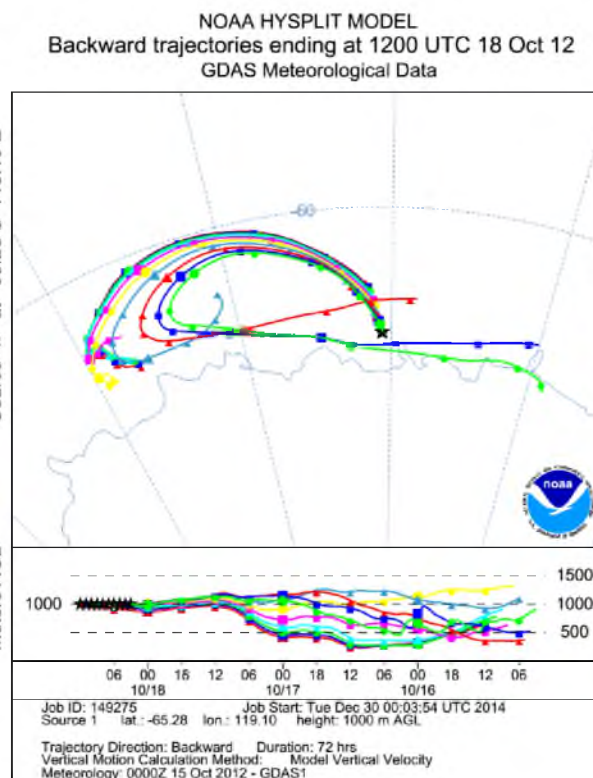 NOAA HYSPLIT MODEL
Backward trajectories ending at 1200 UTC 18 Oct 12
GDAS Meteorological Data
-60
noaa
1500
1000 1000
500
06 00 18 12 06 00 18 12 06 00 18 12 06
10/18 10/17 10/16
Job ID: 149275 Job Start: Tue Dec 30 00:03:54 UTC 2014
Source 1 lat.: -65.28 lon.: 119.10 height: 1000 m AGL
Trajectory Direction: Backward Duration: 72 hrs
Vertical Motion Calculation Method: Model Vertical Velocity
Meteorology: 0000Z 15 Oct 2012 - GDAS1